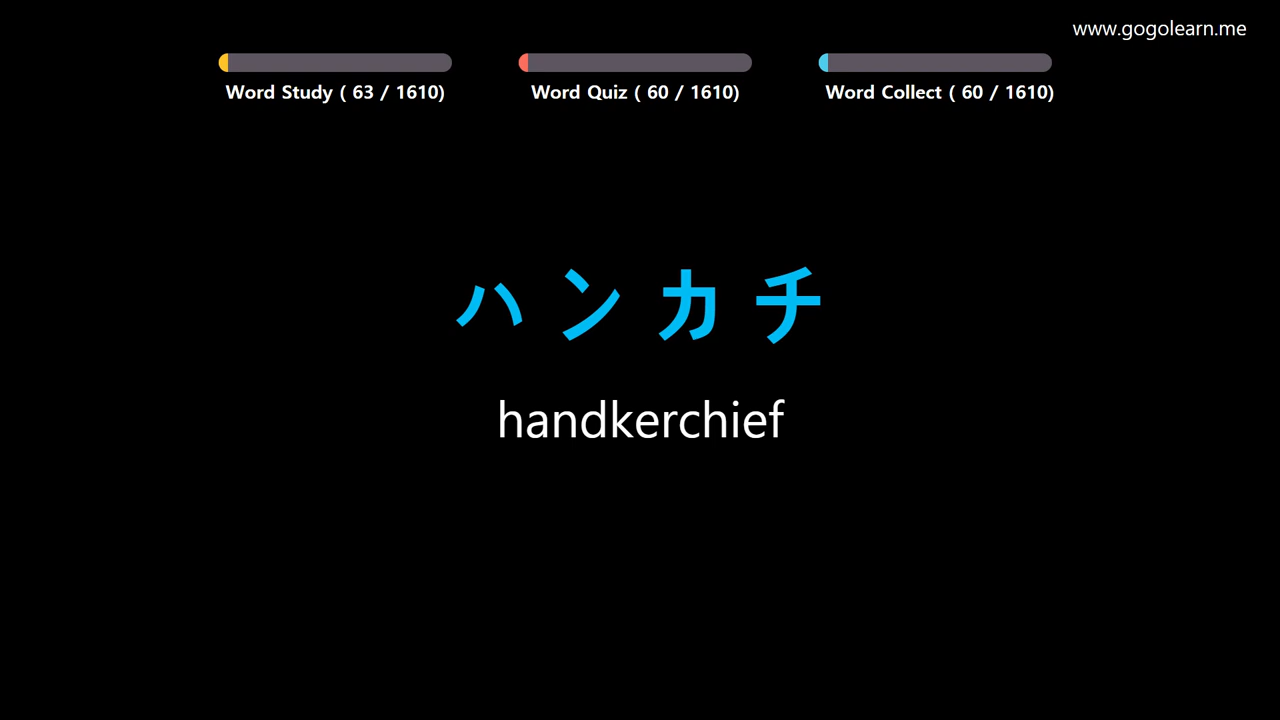 www.gogolearn.me
Word Study ( 63 / 1610)
Word Quiz ( 60 / 1610)
Word Collect ( 60 / 1610)
ハンカチ
handkerchief